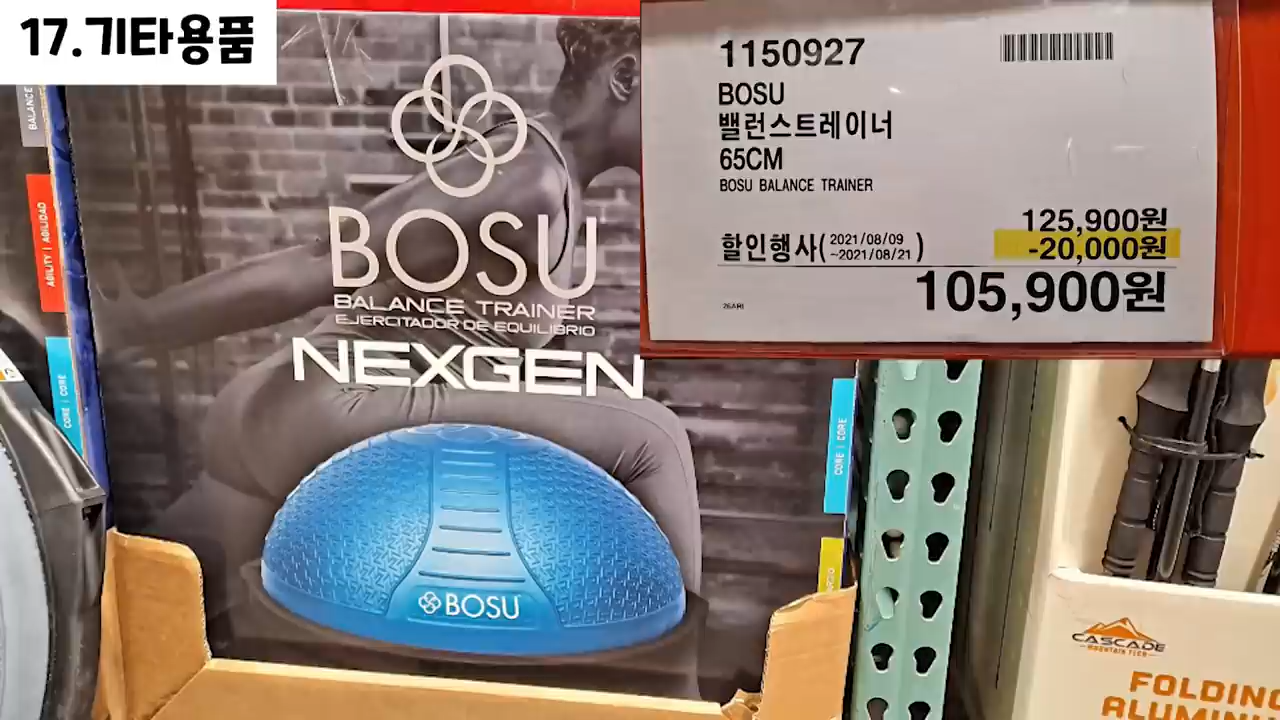 17.기타용품
BALANCE
AGILITY | AGILIDAD
CORE | CORE
BOSU
BALANCE TRAINER
EJERCITADOR DE EQUILIBRIO
NEXGEN
BOSU
CORE | CORE
1150927
BOSU
밸런스트레이너
65CM
BOSU BALANCE TRAINER
125,900원
할인행사( 2021/08/09 ~2021/08/21 ) -20,000원
105,900원
CASCADE
MOUNTAIN TECH
FOLDING